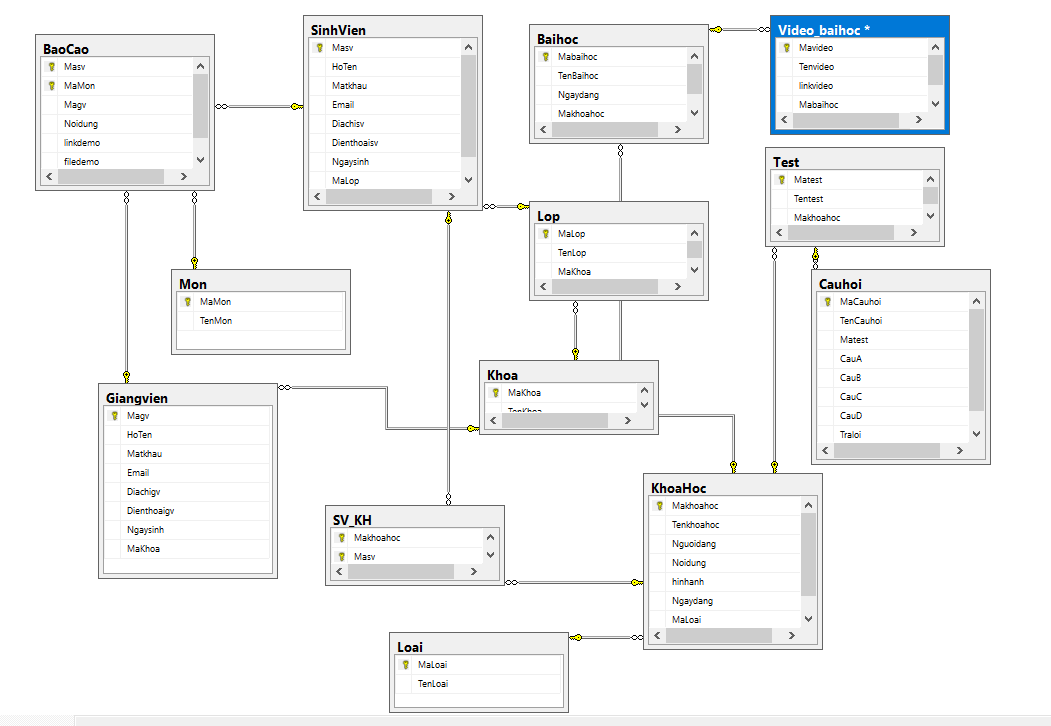 BaoCao
Masv
MaMon
Magv
Noidung
linkdemo
filedemo
SinhVien
Masv
HoTen
Matkhau
Email
Diachisv
Dienthoaisv
Ngaysinh
MaLop
Baihoc
Mabaihoc
TenBaihoc
Ngaydang
Makhoahoc
Video_baihoc *
Mavideo
Tenvideo
linkvideo
Mabaihoc
Test
Matest
Tentest
Makhoahoc
Lop
MaLop
TenLop
MaKhoa
Mon
MaMon
TenMon
Cauhoi
MaCauhoi
TenCauhoi
Matest
CauA
CauB
CauC
CauD
Traloi
Khoa
MaKhoa
TenKhoa
Giangvien
Magv
HoTen
Matkhau
Email
Diachigv
Dienthoaigv
Ngaysinh
MaKhoa
KhoaHoc
Makhoahoc
Tenkhoahoc
Nguoidang
Noidung
hinhanh
Ngaydang
MaLoai
SV_KH
Makhoahoc
Masv
Loai
MaLoai
TenLoai